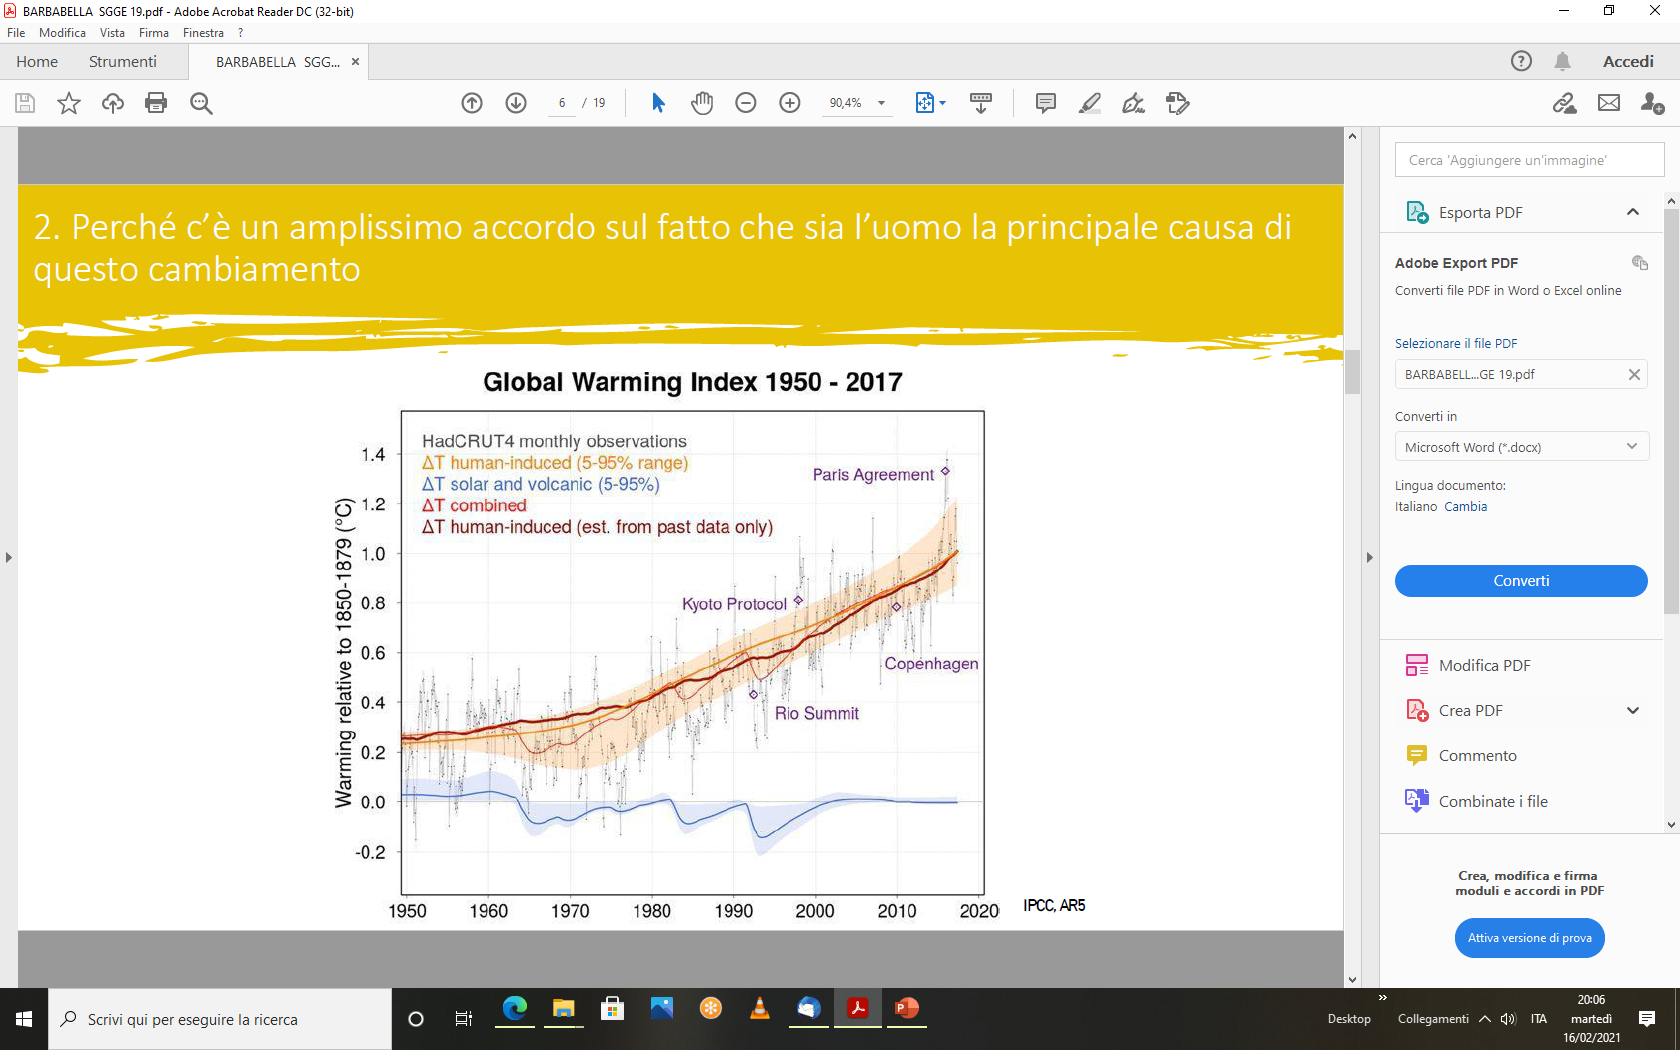 BARBABELLA  SGGE 19.pdf - Adobe Acrobat Reader DC (32-bit)
File Modifica Vista Firma Finestra ?
Home Strumenti BARBABELLA SGG... ×
? Accedi
6 / 19 90,4%
Cerca 'Aggiungere un'immagine'
Esporta PDF
Adobe Export PDF
Converti file PDF in Word o Excel online
Selezionare il file PDF
BARBABELL...GE 19.pdf
Converti in
Microsoft Word (*.docx)
Lingua documento:
Italiano Cambia
Converti
Modifica PDF
Crea PDF
Commento
Combinate i file
Crea, modifica e firma
moduli e accordi in PDF
Attiva versione di prova
2. Perché c’è un amplissimo accordo sul fatto che sia l’uomo la principale causa di
questo cambiamento
Global Warming Index 1950 - 2017
HadCRUT4 monthly observations
ΔT human-induced (5-95% range)
ΔT solar and volcanic (5-95%)
ΔT combined
ΔT human-induced (est. from past data only)
Warming relative to 1850-1879 (°C)
1.4
1.2
1.0
0.8
0.6
0.4
0.2
0.0
-0.2
Paris Agreement
Kyoto Protocol
Copenhagen
Rio Summit
1950 1960 1970 1980 1990 2000 2010 2020
IPCC, AR5
Scrivi qui per eseguire la ricerca
Desktop Collegamenti ITA
20:06
martedì
16/02/2021